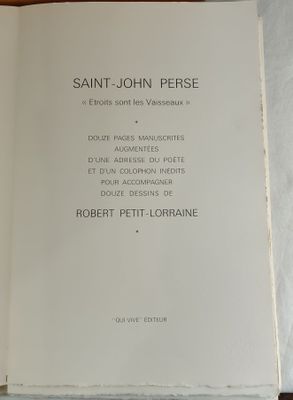 SAINT-JOHN PERSE
« Etroits sont les Vaisseaux »
*
DOUZE PAGES MANUSCRITES
AUGMENTÉES
D'UNE ADRESSE DU POÈTE
ET D'UN COLOPHON INÉDITS
POUR ACCOMPAGNER
DOUZE DESSINS DE
ROBERT PETIT-LORRAINE
*
"QUI VIVE" ÉDITEUR